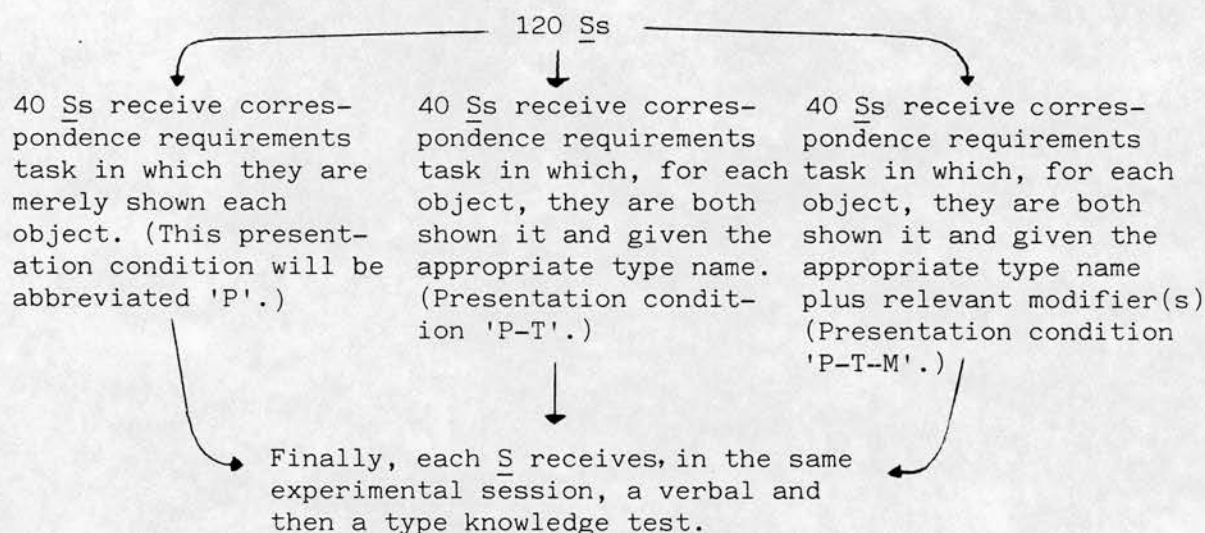 120 Ss
40 Ss receive corres-
pondence requirements
task in which they are
merely shown each
object. (This present-
ation condition will be
abbreviated 'P'.)
40 Ss receive corres-
pondence requirements
task in which, for each
object, they are both
shown it and given the
appropriate type name.
(Presentation condit-
ion 'P-T'.)
40 Ss receive corres-
pondence requirements
task in which, for each
object, they are both
shown it and given the
appropriate type name
plus relevant modifier(s)
(Presentation condition
'P-T-M'.)
Finally, each S receives, in the same
experimental session, a verbal and
then a type knowledge test.